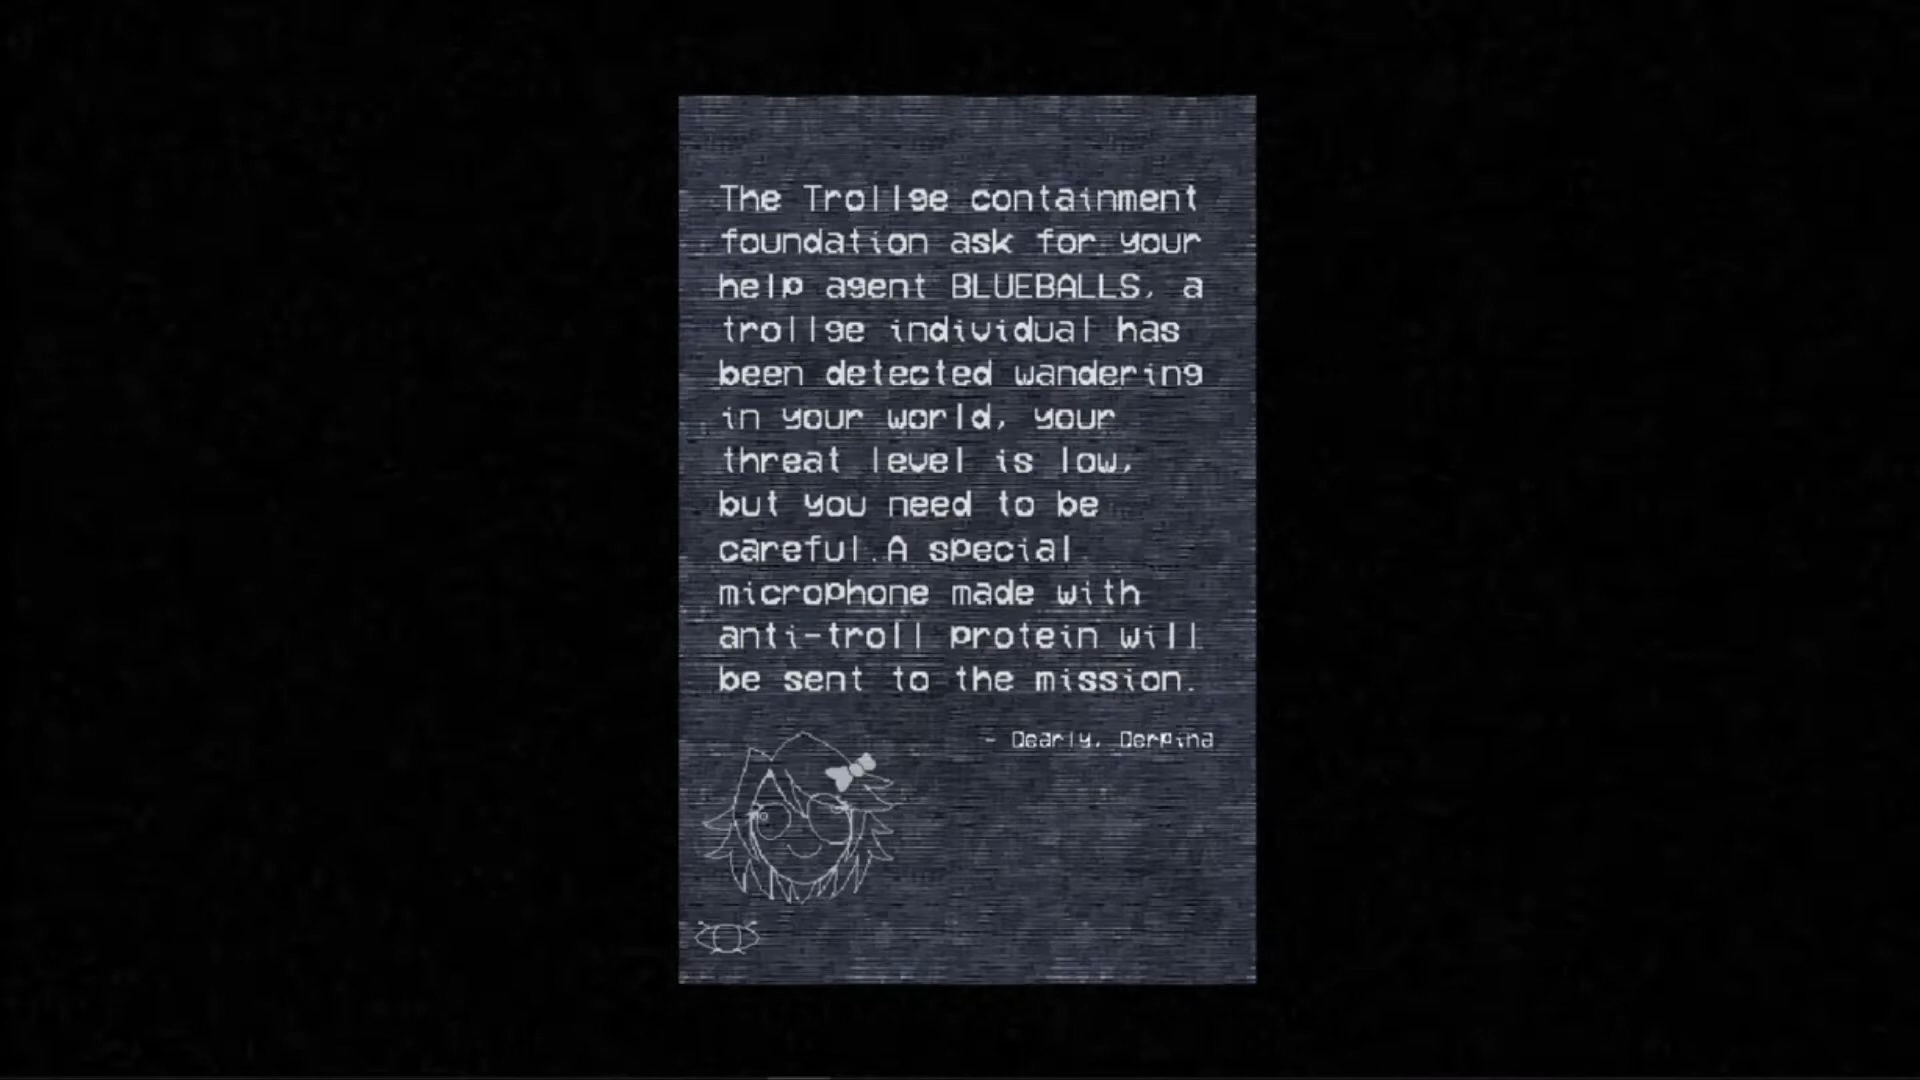 The Trollge containment
foundation ask for your
help agent BLUEBALLS, a
trollge individual has
been detected wandering
in your world, your
threat level is low,
but you need to be
careful.A special
microphone made with
anti-troll protein will
be sent to the mission.
- Dearly, Derpina